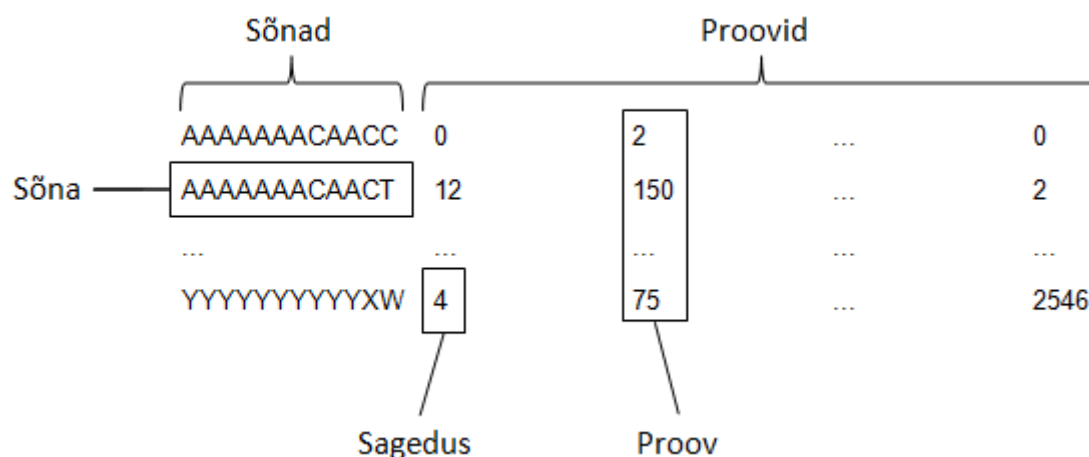 Sõnad Proovid
AAAAAAACAACC 0 2 ... 0
Sõna AAAAAAACAACT 12 150 ... 2
... ... ... ... ...
YYYYYYYYYYXW 4 75 ... 2546
Sagedus Proov